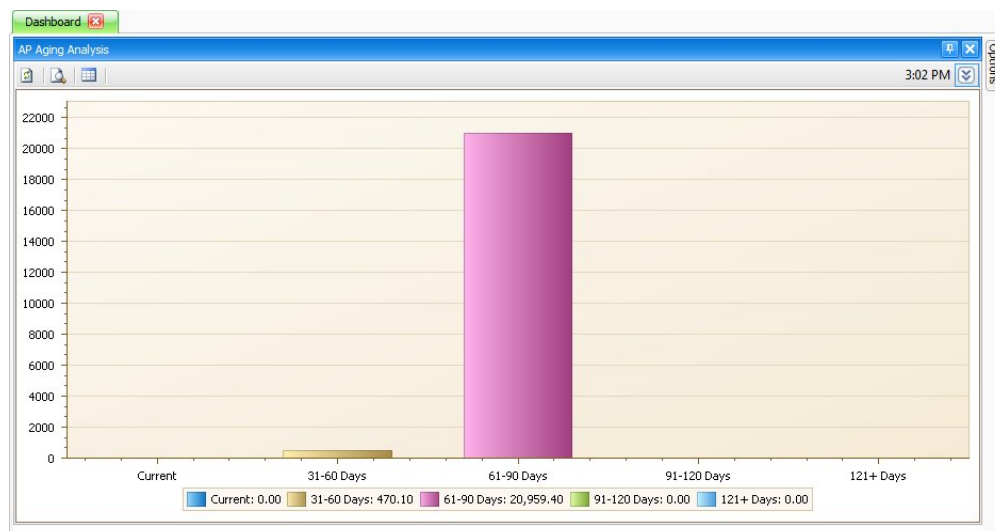 Dashboard
AP Aging Analysis
Options
3:02 PM
22000
20000
18000
16000
14000
12000
10000
8000
6000
4000
2000
0
Current
31-60 Days
61-90 Days
91-120 Days
121+ Days
Current: 0.00
31-60 Days: 470.10
61-90 Days: 20,959.40
91-120 Days: 0.00
121+ Days: 0.00